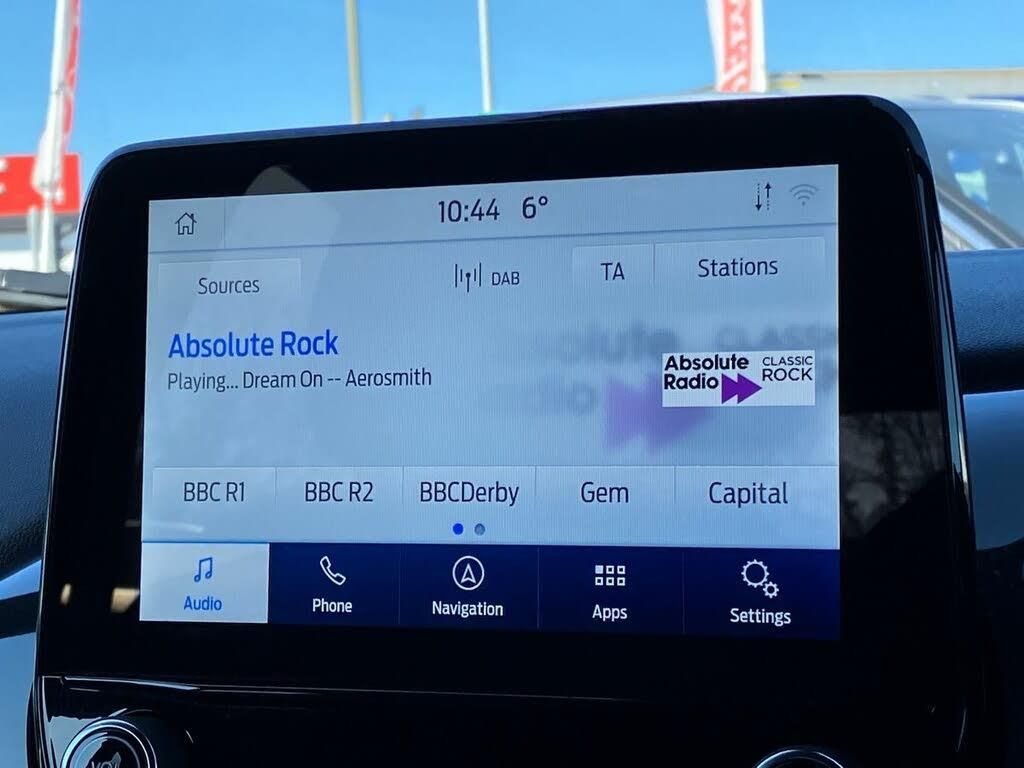 10:44 6°
Sources
DAB
TA
Stations
Absolute Rock
Playing... Dream On -- Aerosmith
Absolute
Radio
CLASSIC
ROCK
BBC R1
BBC R2
BBCDerby
Gem
Capital
Audio
Phone
Navigation
Apps
Settings